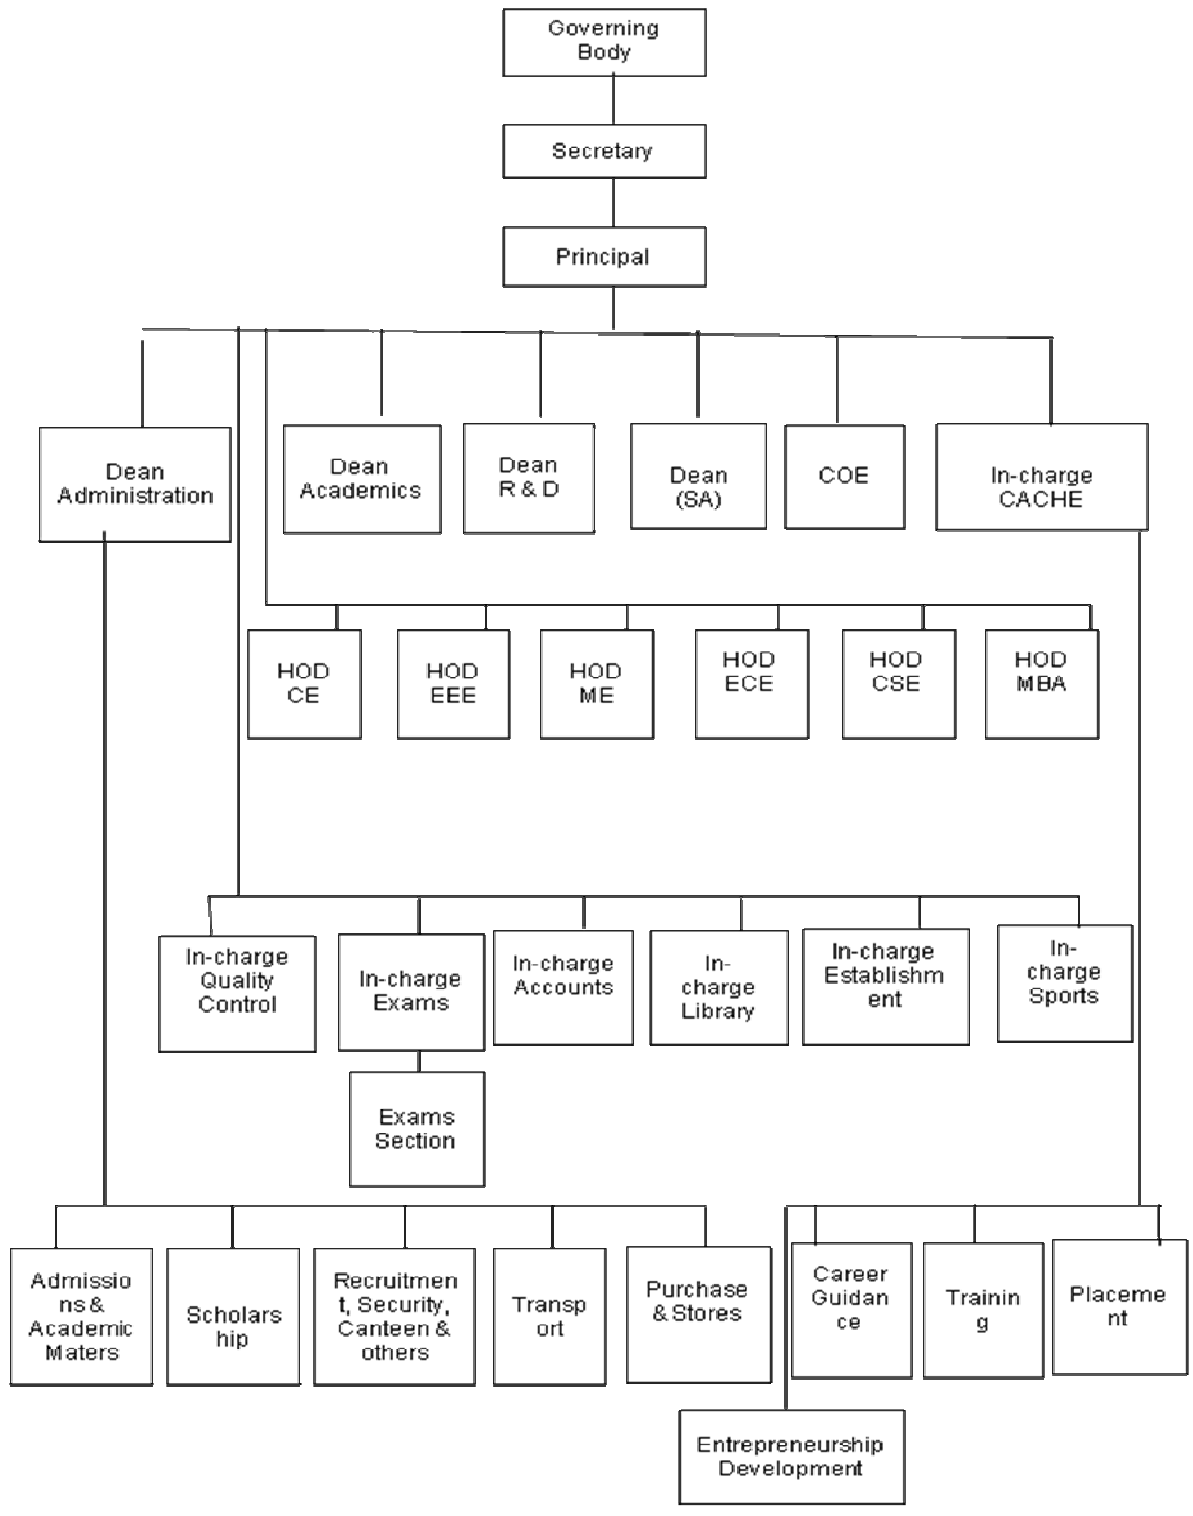 Governing
Body
Secretary
Principal
Dean
Administration
Dean
Academics
Dean
R & D
Dean
(SA)
COE
In-charge
CACHE
HOD
CE
HOD
EEE
HOD
ME
HOD
ECE
HOD
CSE
HOD
MBA
In-charge
Quality
Control
In-charge
Exams
In-charge
Accounts
In-
charge
Library
In-charge
Establishm
ent
In-
charge
Sports
Exams
Section
Admissio
ns &
Academic
Maters
Scholars
hip
Recruitmen
t, Security,
Canteen &
others
Transp
ort
Purchase
& Stores
Career
Guidan
ce
Trainin
g
Placeme
nt
Entrepreneurship
Development